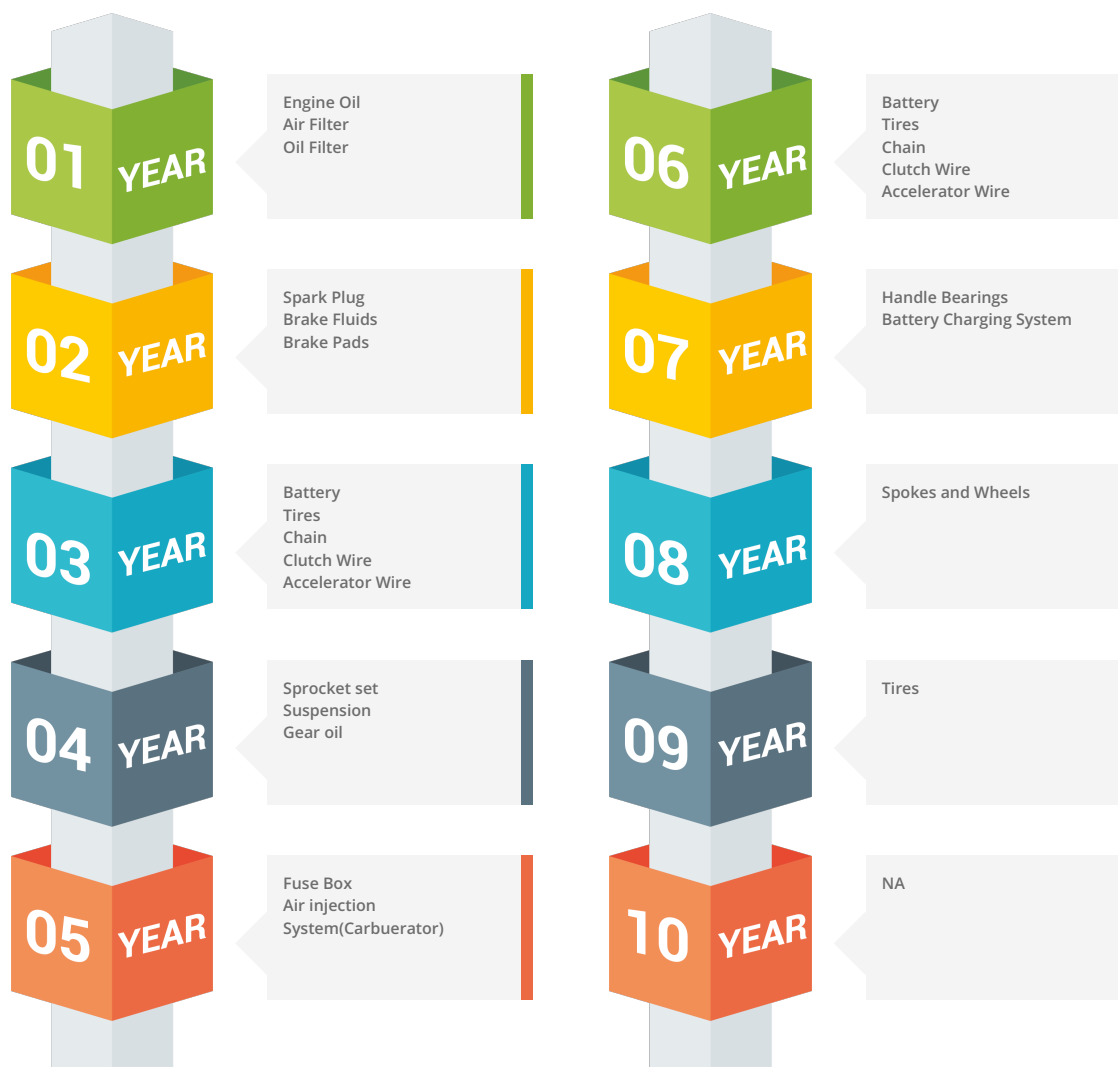 01 YEAR
Engine Oil
Air Filter
Oil Filter
02 YEAR
Spark Plug
Brake Fluids
Brake Pads
03 YEAR
Battery
Tires
Chain
Clutch Wire
Accelerator Wire
04 YEAR
Sprocket set
Suspension
Gear oil
05 YEAR
Fuse Box
Air injection
System(Carbuerator)
06 YEAR
Battery
Tires
Chain
Clutch Wire
Accelerator Wire
07 YEAR
Handle Bearings
Battery Charging System
08 YEAR
Spokes and Wheels
09 YEAR
Tires
10 YEAR
NA